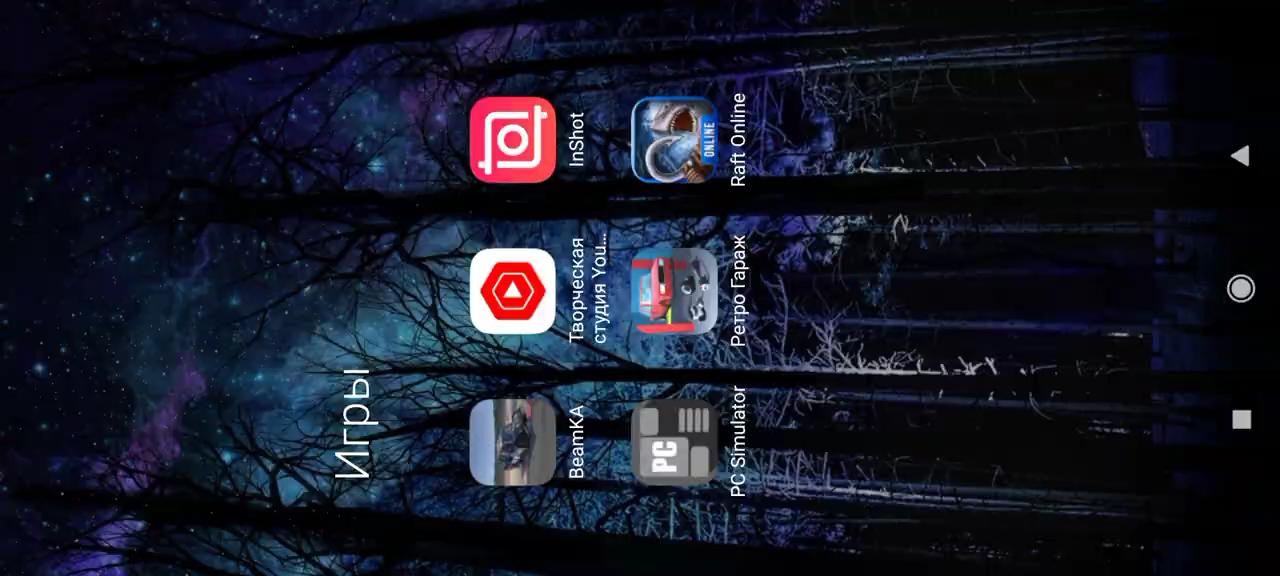 Игры
BeamKA
Творческая
студия You...
InShot
PC
ONLINE
PC Simulator
Ретро Гараж
Raft Online